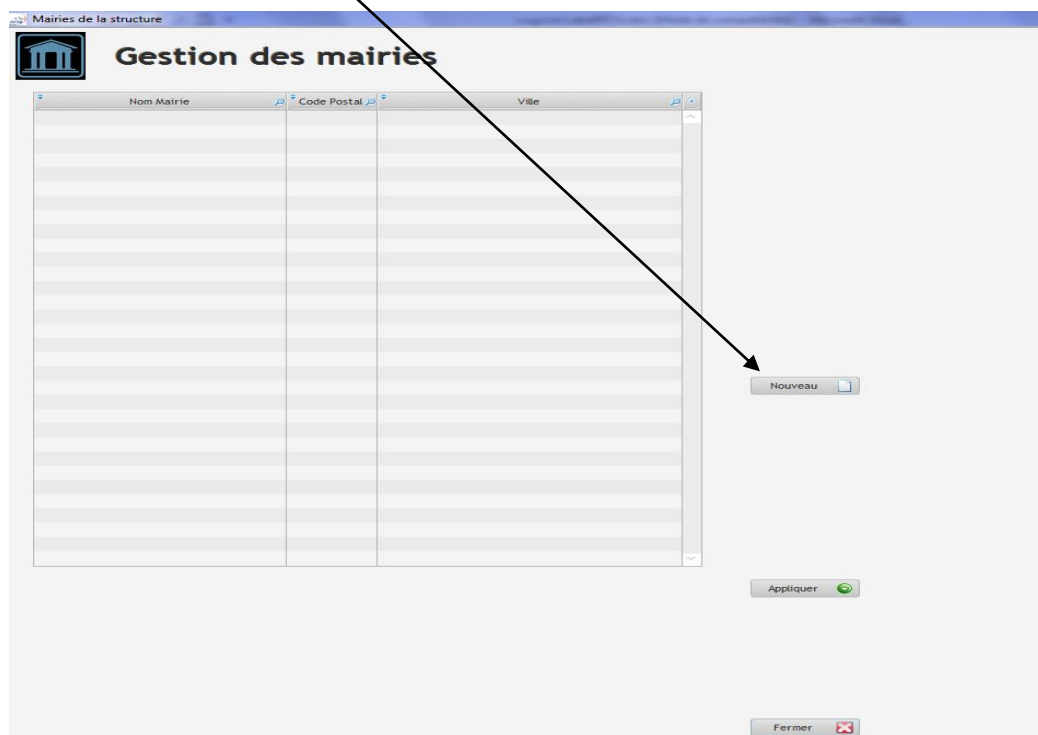 Mairies de la structure
Gestion des mairies
Nom Mairie Code Postal Ville
Nouveau
Appliquer
Fermer